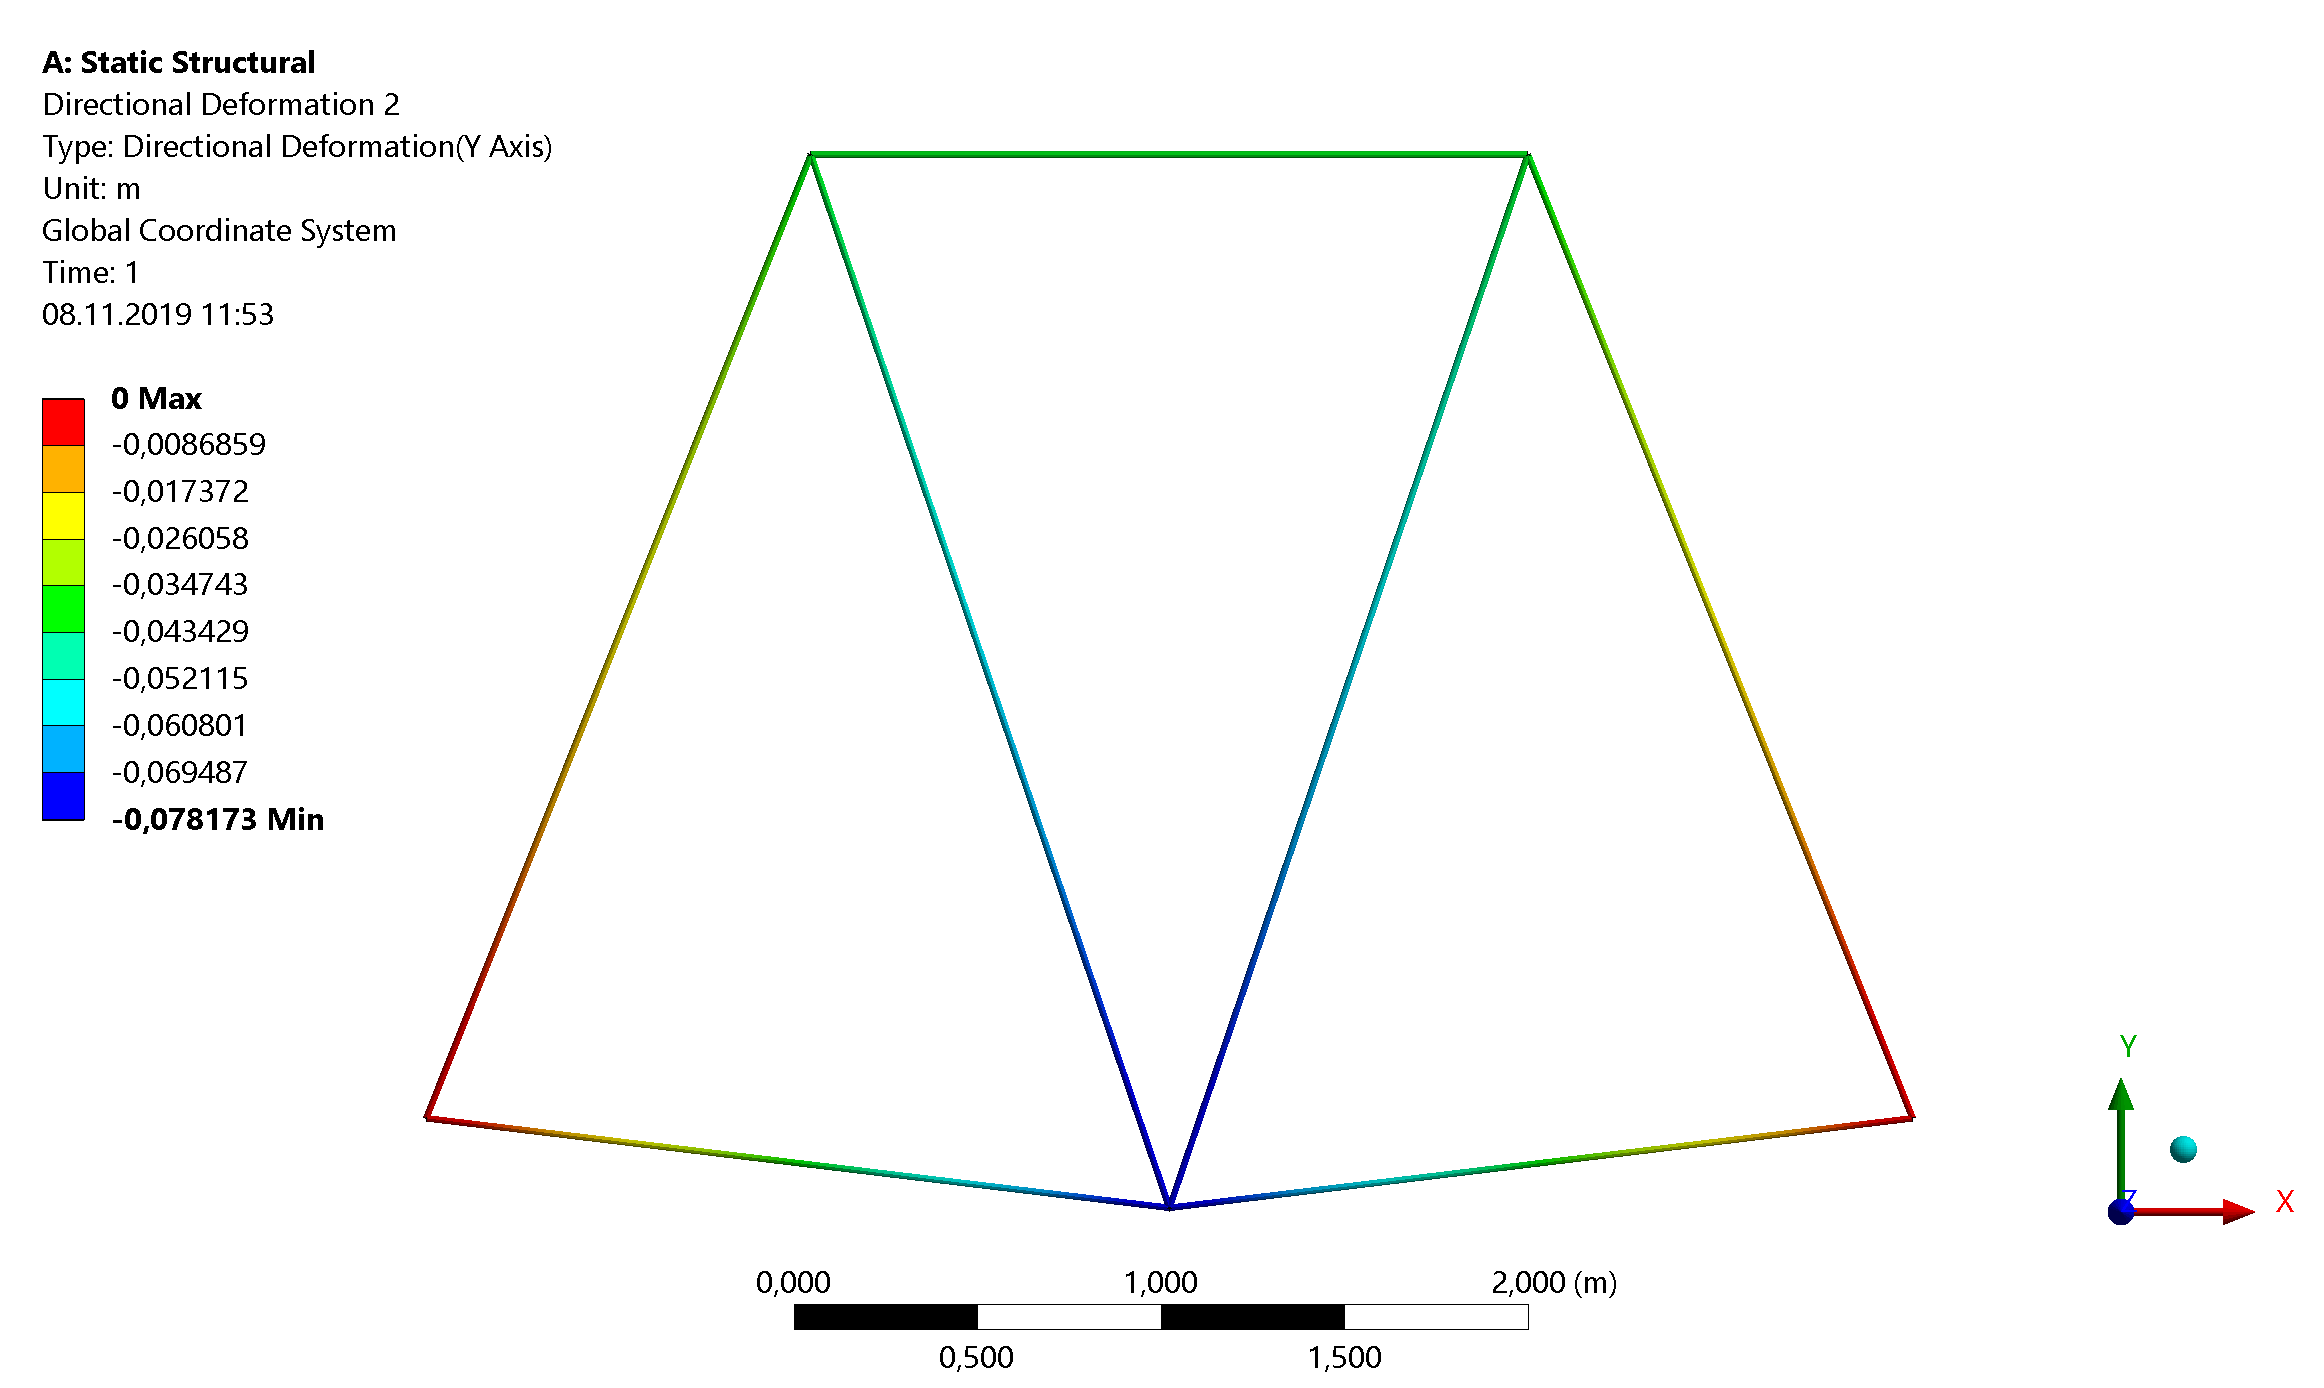 A: Static Structural
Directional Deformation 2
Type: Directional Deformation(Y Axis)
Unit: m
Global Coordinate System
Time: 1
08.11.2019 11:53
0 Max
-0,0086859
-0,017372
-0,026058
-0,034743
-0,043429
-0,052115
-0,060801
-0,069487
-0,078173 Min
Y
Z
X
0,000 1,000 2,000 (m)
0,500 1,500